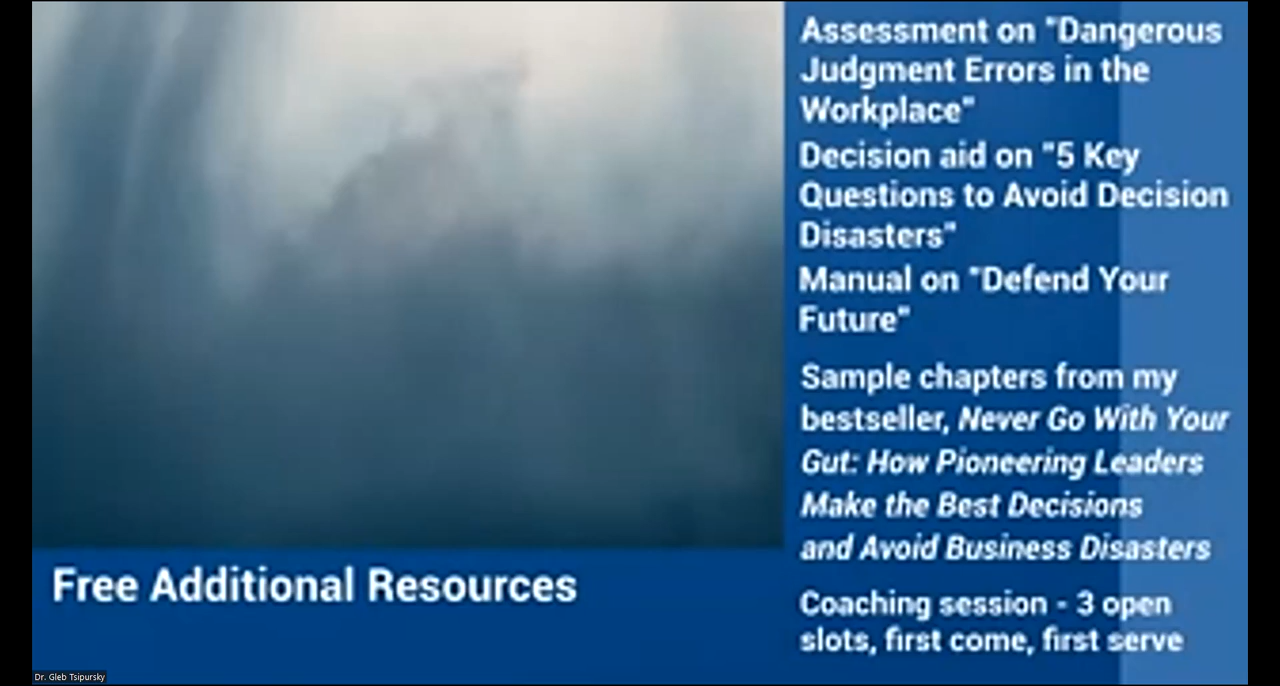 Assessment on "Dangerous
Judgment Errors in the
Workplace"
Decision aid on "5 Key
Questions to Avoid Decision
Disasters"
Manual on "Defend Your
Future"
Sample chapters from my
bestseller, Never Go With Your
Gut: How Pioneering Leaders
Make the Best Decisions
and Avoid Business Disasters
Coaching session - 3 open
slots, first come, first serve
Free Additional Resources
Dr. Gleb Tsipursky